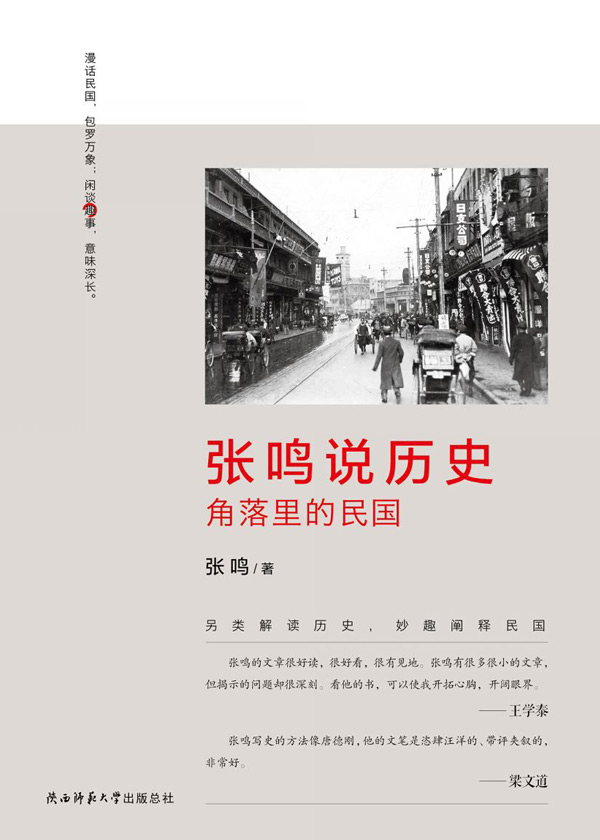 漫话民国，包罗万象；闲谈趣事，意味深长。
日支公司
张鸣说历史
角落里的民国
张鸣/著
另类解读历史，妙趣阐释民国
张鸣的文章很好读，很好看，很有见地。张鸣有很多很小的文章，
但揭示的问题却很深刻。看他的书，可以使我开拓心胸，开阔眼界。
——王学泰
张鸣写史的方法像唐德刚，他的文笔是恣肆汪洋的、带评夹叙的，
非常好。
——梁文道
陕西师范大学出版总社